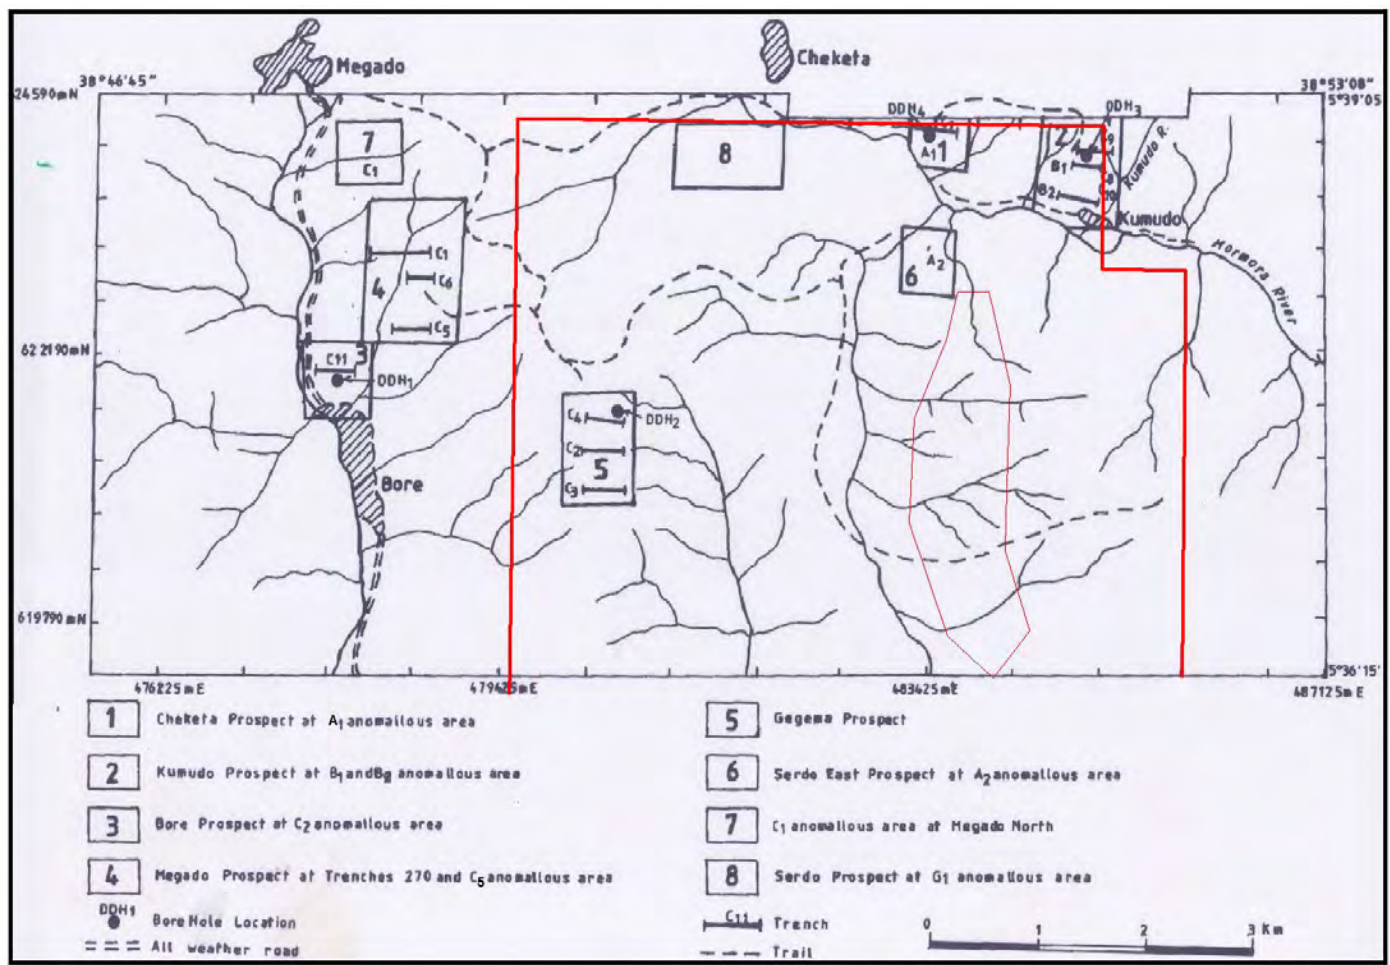 Megado
Cheketa
38°46'45"
38°53'08"
24590mN
5°39'05
DDH4
DDH3
7
C1
8
A1 1
2
9
B1
8
B2
10
Kumudo R.
Kumudo
Hormora River
C1
4
C6
C5
6
A2
622190mN
3
C11
DDH1
C4
DDH2
C2
5
C3
Bore
619790mN
5°36'15'
476225mE
479425mE
483425mE
487125mE
1 Cheketa Prospect at A1 anomallous area
2 Kumudo Prospect at B1 and B2 anomallous area
3 Bore Prospect at C2 anomallous area
4 Megado Prospect at Trenches 270 and C5 anomallous area
DDH1
BoreHole Location
All weather road
5 Gegema Prospect
6 Serdo East Prospect at A2 anomallous area
7 C1 anomallous area at Megado North
8 Serdo Prospect at G1 anomallous area
C11 Trench
Trail
0 1 2 3 Km